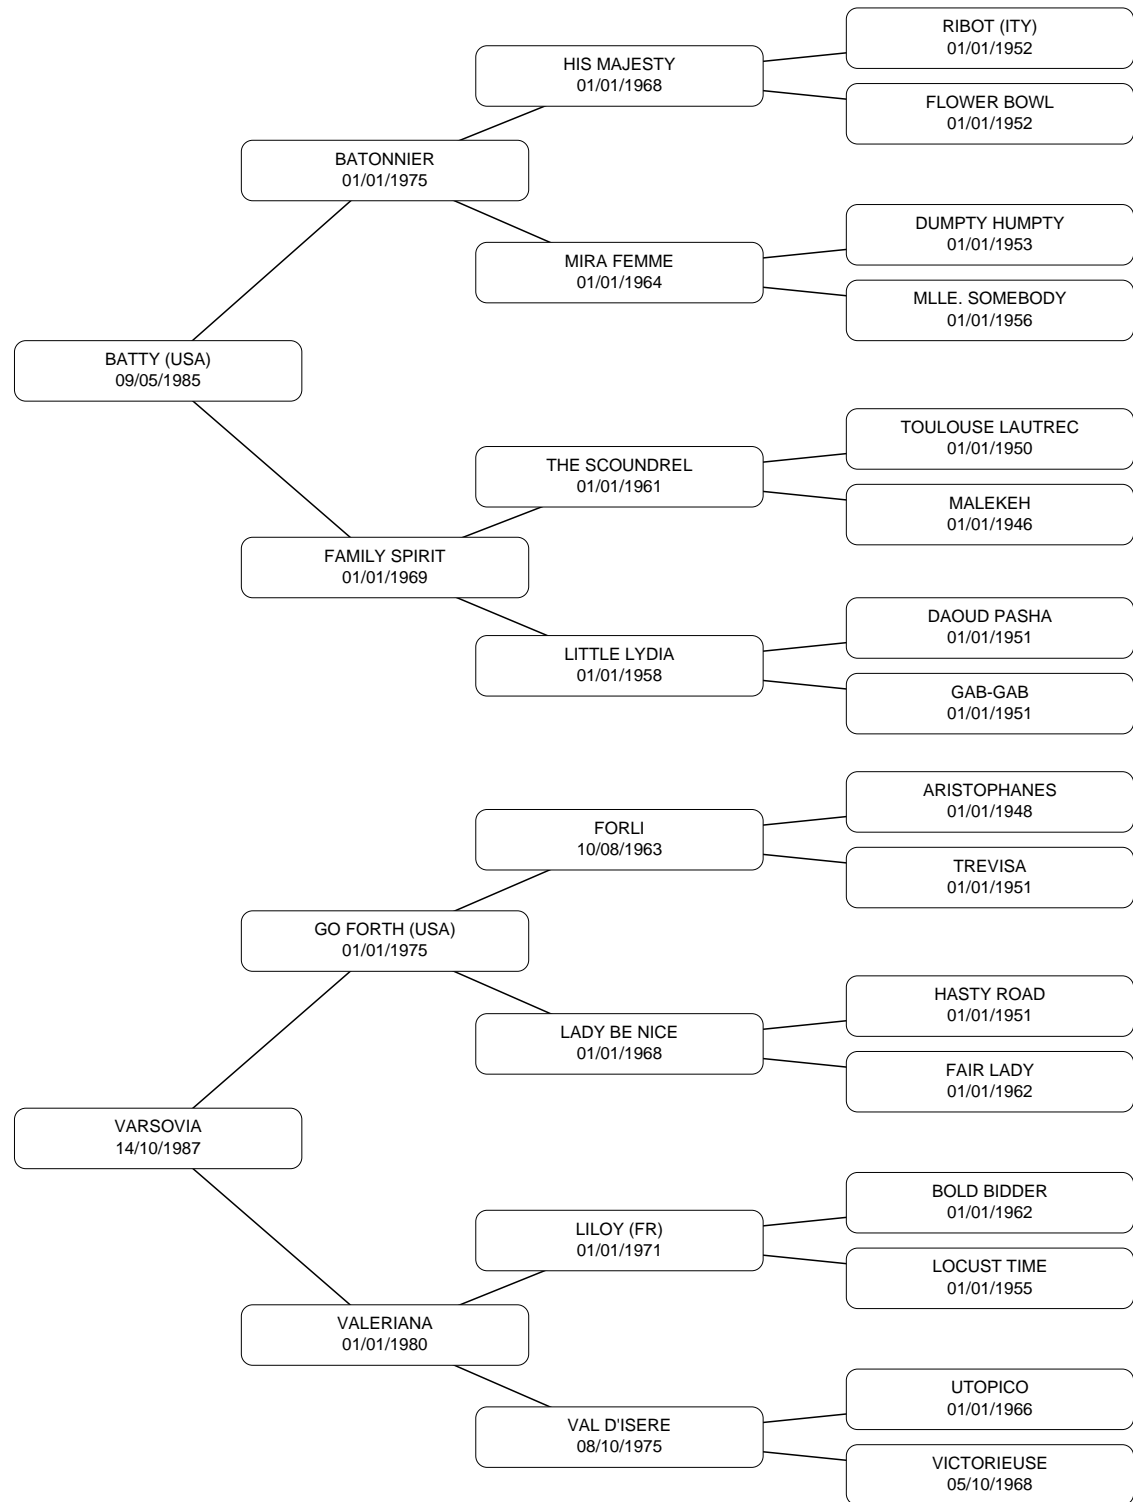 RIBOT (ITY)
01/01/1952
HIS MAJESTY
01/01/1968
FLOWER BOWL
01/01/1952
BATONNIER
01/01/1975
DUMPTY HUMPTY
01/01/1953
MIRA FEMME
01/01/1964
MLLE. SOMEBODY
01/01/1956
BATTY (USA)
09/05/1985
TOULOUSE LAUTREC
01/01/1950
THE SCOUNDREL
01/01/1961
MALEKEH
01/01/1946
FAMILY SPIRIT
01/01/1969
DAOUD PASHA
01/01/1951
LITTLE LYDIA
01/01/1958
GAB-GAB
01/01/1951
ARISTOPHANES
01/01/1948
FORLI
10/08/1963
TREVISA
01/01/1951
GO FORTH (USA)
01/01/1975
HASTY ROAD
01/01/1951
LADY BE NICE
01/01/1968
FAIR LADY
01/01/1962
VARSOVIA
14/10/1987
BOLD BIDDER
01/01/1962
LILOY (FR)
01/01/1971
LOCUST TIME
01/01/1955
VALERIANA
01/01/1980
UTOPICO
01/01/1966
VAL D'ISERE
08/10/1975
VICTORIEUSE
05/10/1968